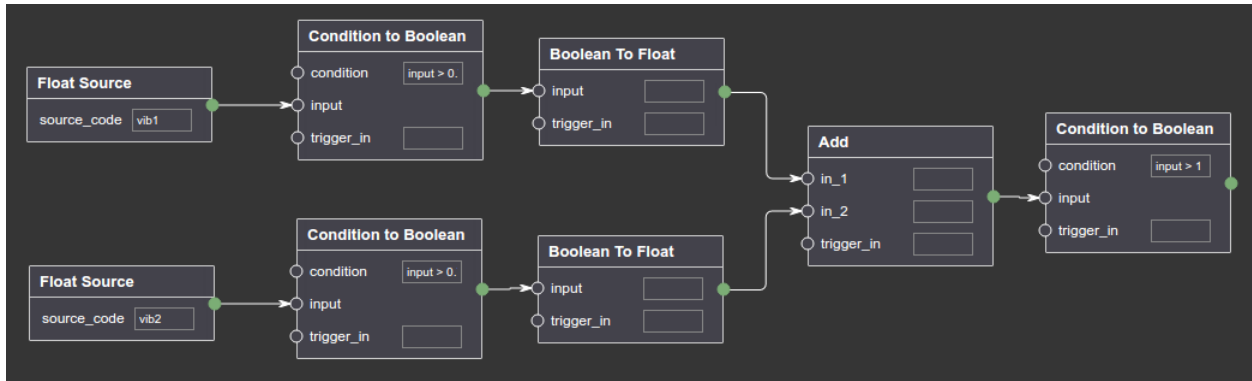 Float Source
source_code vib1
Condition to Boolean
condition input > 0.
input
trigger_in
Boolean To Float
input
trigger_in
Float Source
source_code vib2
Condition to Boolean
condition input > 0.
input
trigger_in
Boolean To Float
input
trigger_in
Add
in_1
in_2
trigger_in
Condition to Boolean
condition input > 1
input
trigger_in